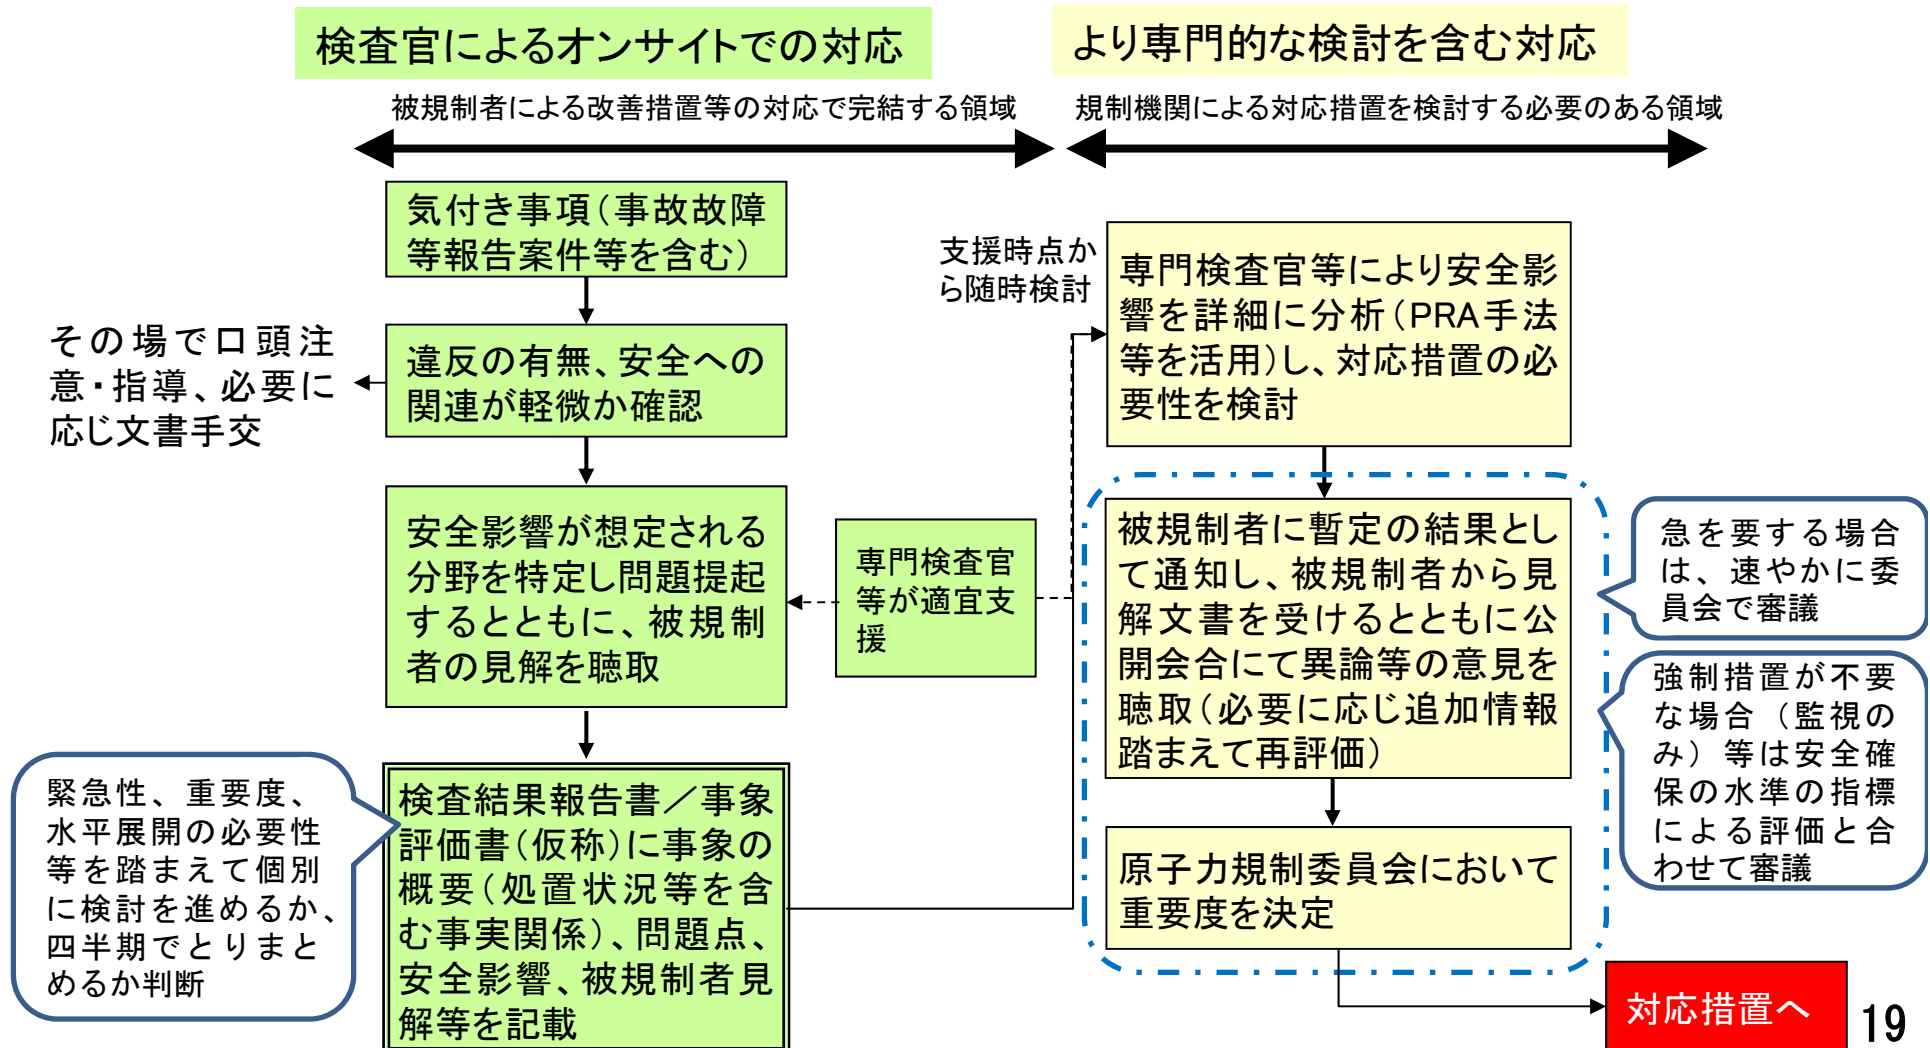 検査官によるオンサイトでの対応
より専門的な検討を含む対応
被規制者による改善措置等の対応で完結する領域
規制機関による対応措置を検討する必要のある領域
気付き事項(事故故障
等報告案件等を含む)
違反の有無、安全への
関連が軽微か確認
その場で口頭注
意・指導、必要に
応じ文書手交
安全影響が想定される
分野を特定し問題提起
するとともに、被規制
者の見解を聴取
専門検査官
等が適宜支
援
検査結果報告書/事象
評価書(仮称)に事象の
概要(処置状況等を含
む事実関係)、問題点、
安全影響、被規制者見
解等を記載
緊急性、重要度、
水平展開の必要性
等を踏まえて個別
に検討を進めるか、
四半期でとりまと
めるか判断
支援時点か
ら随時検討
専門検査官等により安全影
響を詳細に分析(PRA手法
等を活用)し、対応措置の必
要性を検討
被規制者に暫定の結果とし
て通知し、被規制者から見
解文書を受けるとともに公
開会合にて異論等の意見を
聴取(必要に応じ追加情報
踏まえて再評価)
原子力規制委員会において
重要度を決定
急を要する場合
は、速やかに委
員会で審議
強制措置が不要
な場合(監視の
み)等は安全確
保の水準の指標
による評価と合
わせて審議
対応措置へ
19